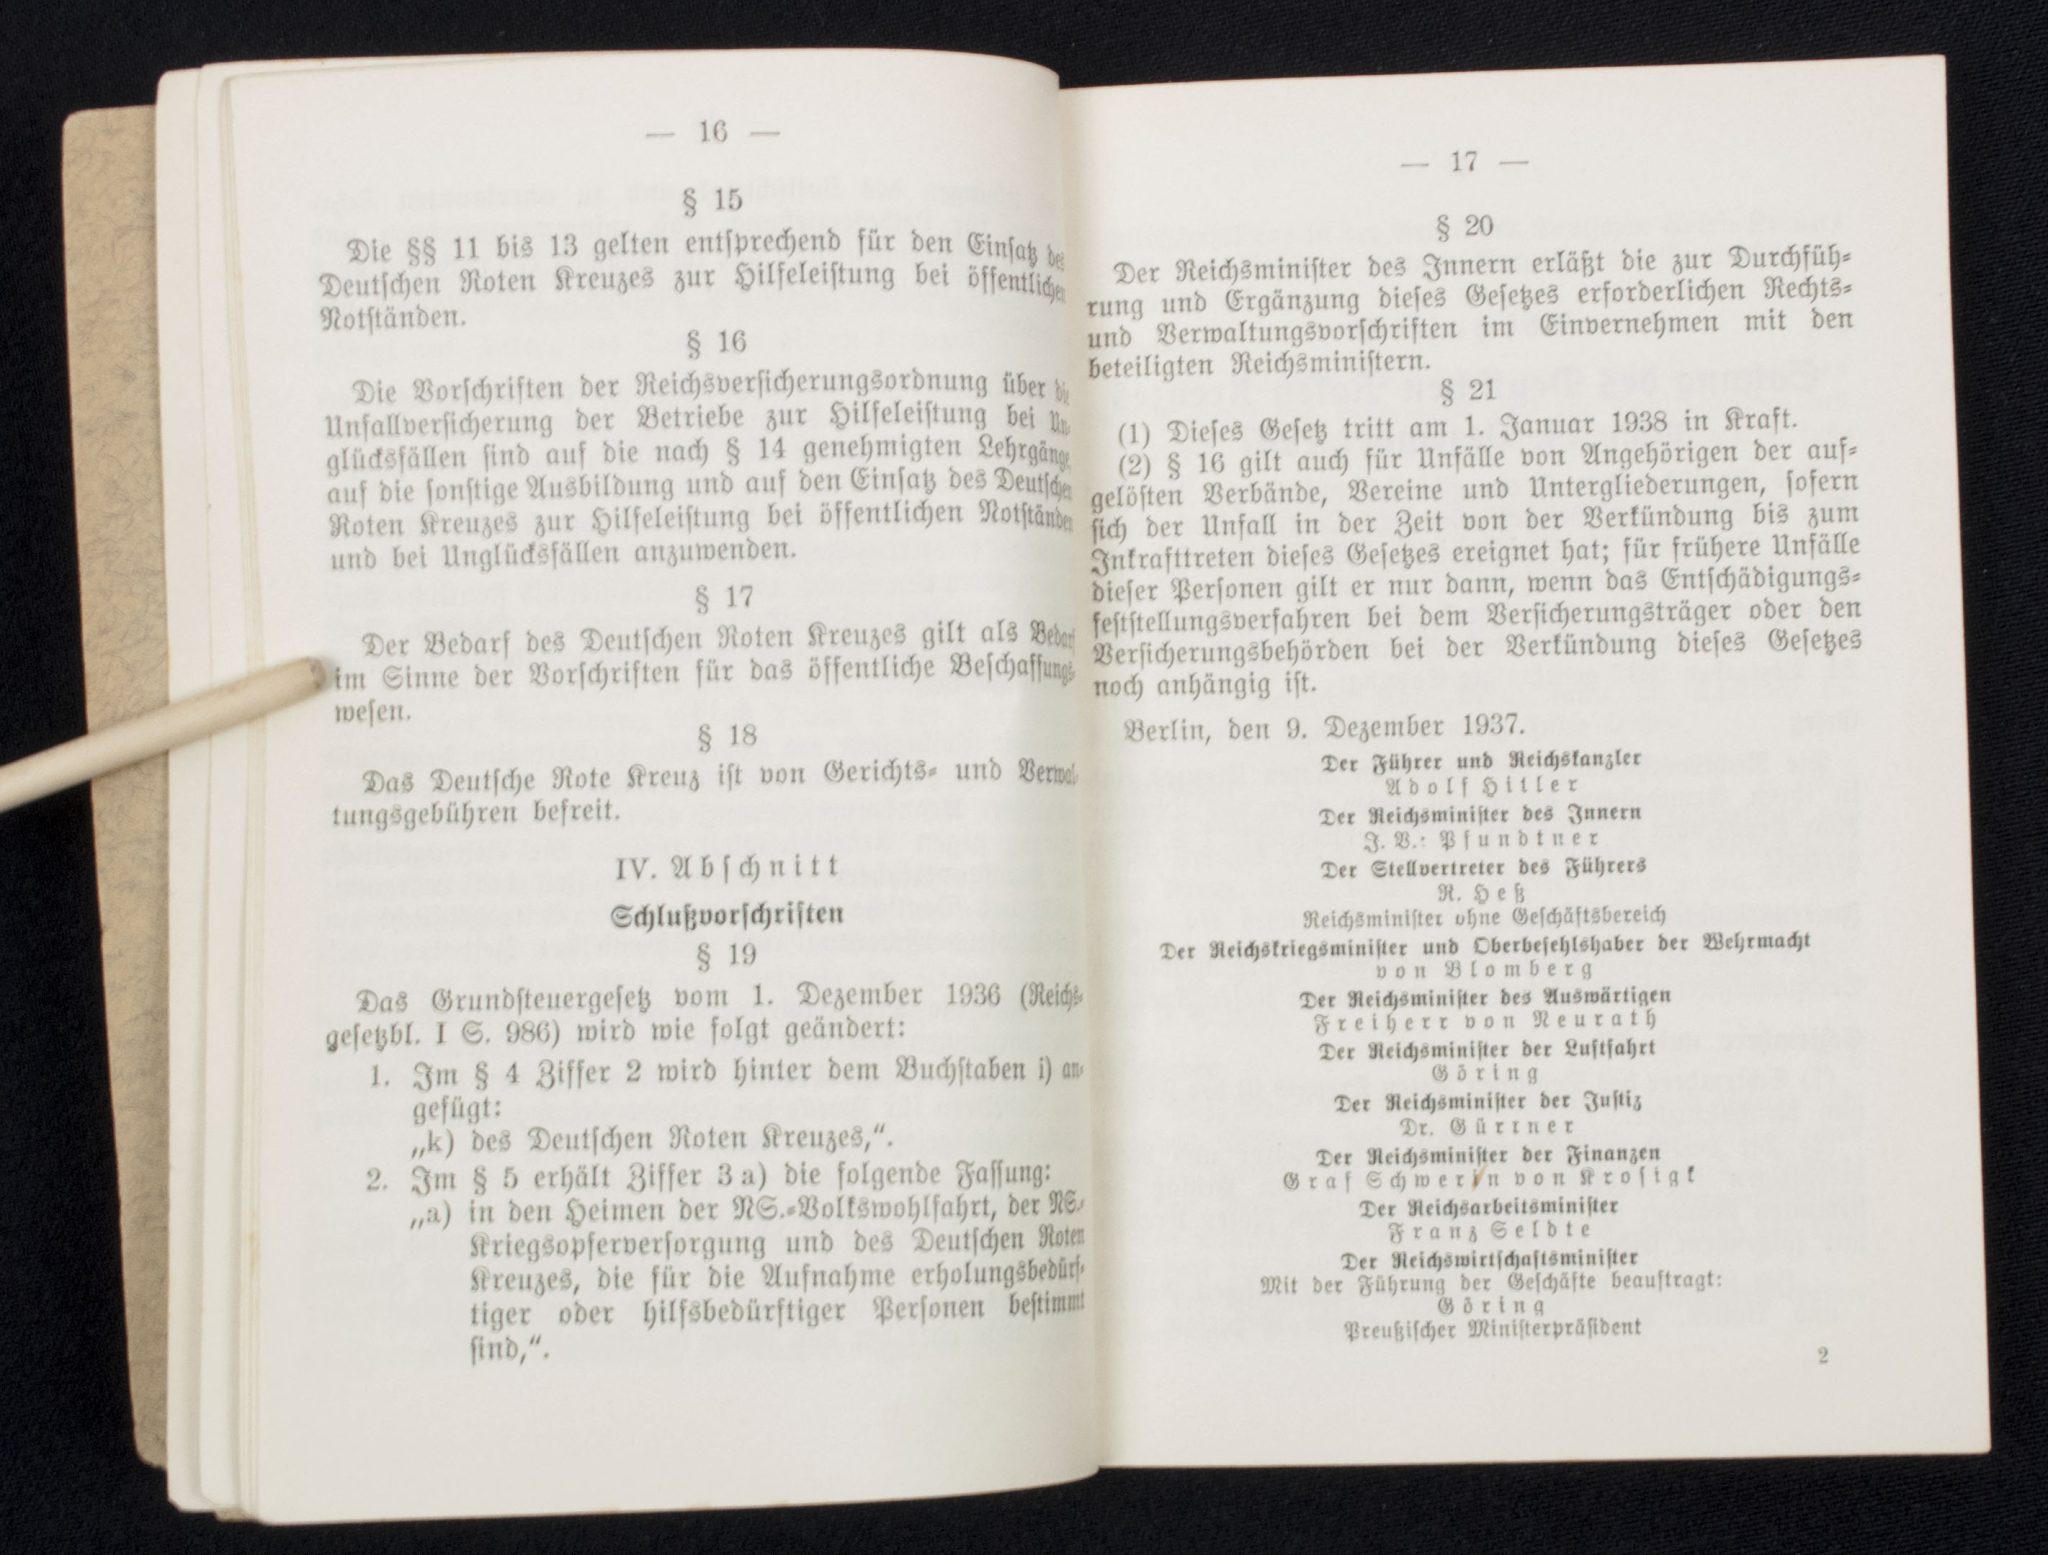 — 16 —
§ 15
Die §§ 11 bis 13 gelten entsprechend für den Einsatz des
Deutschen Roten Kreuzes zur Hilfeleistung bei öffentlichen
Notständen.
§ 16
Die Vorschriften der Reichsversicherungsordnung über die
Unfallversicherung der Betriebe zur Hilfeleistung bei Un-
glücksfällen sind auf die nach § 14 genehmigten Lehrgänge,
auf die sonstige Ausbildung und auf den Einsatz des Deutschen
Roten Kreuzes zur Hilfeleistung bei öffentlichen Notständen
und bei Unglücksfällen anzuwenden.
§ 17
Der Bedarf des Deutschen Roten Kreuzes gilt als Bedarf
im Sinne der Vorschriften für das öffentliche Beschaffungs-
wesen.
§ 18
Das Deutsche Rote Kreuz ist von Gerichts- und Verwal-
tungsgebühren befreit.
IV. Abschnitt
Schlußvorschriften
§ 19
Das Grundsteuergesetz vom 1. Dezember 1936 (Reichs-
gesetzbl. I S. 986) wird wie folgt geändert:
1. Im § 4 Ziffer 2 wird hinter dem Buchstaben i) an-
gefügt:
„k) des Deutschen Roten Kreuzes,“.
2. Im § 5 erhält Ziffer 3 a) die folgende Fassung:
„a) in den Heimen der NS.-Volkswohlfahrt, der NS.-
Kriegsopferversorgung und des Deutschen Roten
Kreuzes, die für die Aufnahme erholungsbedürf-
tiger oder hilfsbedürftiger Personen bestimmt
sind,“.
— 17 —
§ 20
Der Reichsminister des Innern erläßt die zur Durchfüh-
rung und Ergänzung dieses Gesetzes erforderlichen Rechts-
und Verwaltungsvorschriften im Einvernehmen mit den
beteiligten Reichsministern.
§ 21
(1) Dieses Gesetz tritt am 1. Januar 1938 in Kraft.
(2) § 16 gilt auch für Unfälle von Angehörigen der auf-
gelösten Verbände, Vereine und Untergliederungen, sofern
sich der Unfall in der Zeit von der Verkündung bis zum
Inkrafttreten dieses Gesetzes ereignet hat; für frühere Unfälle
dieser Personen gilt er nur dann, wenn das Entschädigungs-
feststellungsverfahren bei dem Versicherungsträger oder den
Versicherungsbehörden bei der Verkündung dieses Gesetzes
noch anhängig ist.
Berlin, den 9. Dezember 1937.
Der Führer und Reichskanzler
Adolf Hitler
Der Reichsminister des Innern
J. V.: Pfundtner
Der Stellvertreter des Führers
R. Heß
Reichsminister ohne Geschäftsbereich
Der Reichskriegsminister und Oberbefehlshaber der Wehrmacht
von Blomberg
Der Reichsminister des Auswärtigen
Freiherr von Neurath
Der Reichsminister der Luftfahrt
Göring
Der Reichsminister der Justiz
Dr. Gürtner
Der Reichsminister der Finanzen
Graf Schwerin von Krosigk
Der Reichsarbeitsminister
Franz Seldte
Der Reichswirtschaftsminister
Mit der Führung der Geschäfte beauftragt:
Göring
Preußischer Ministerpräsident
2